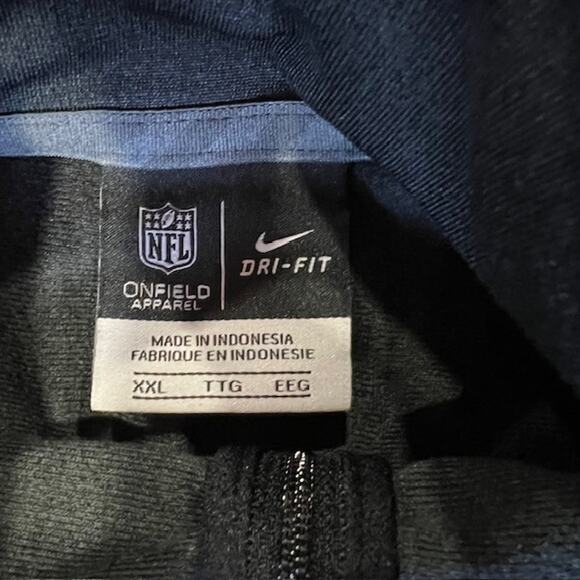 NFL
ONFIELD
APPAREL
DRI-FIT
MADE IN INDONESIA
FABRIQUE EN INDONESIE
XXL TTG EEG